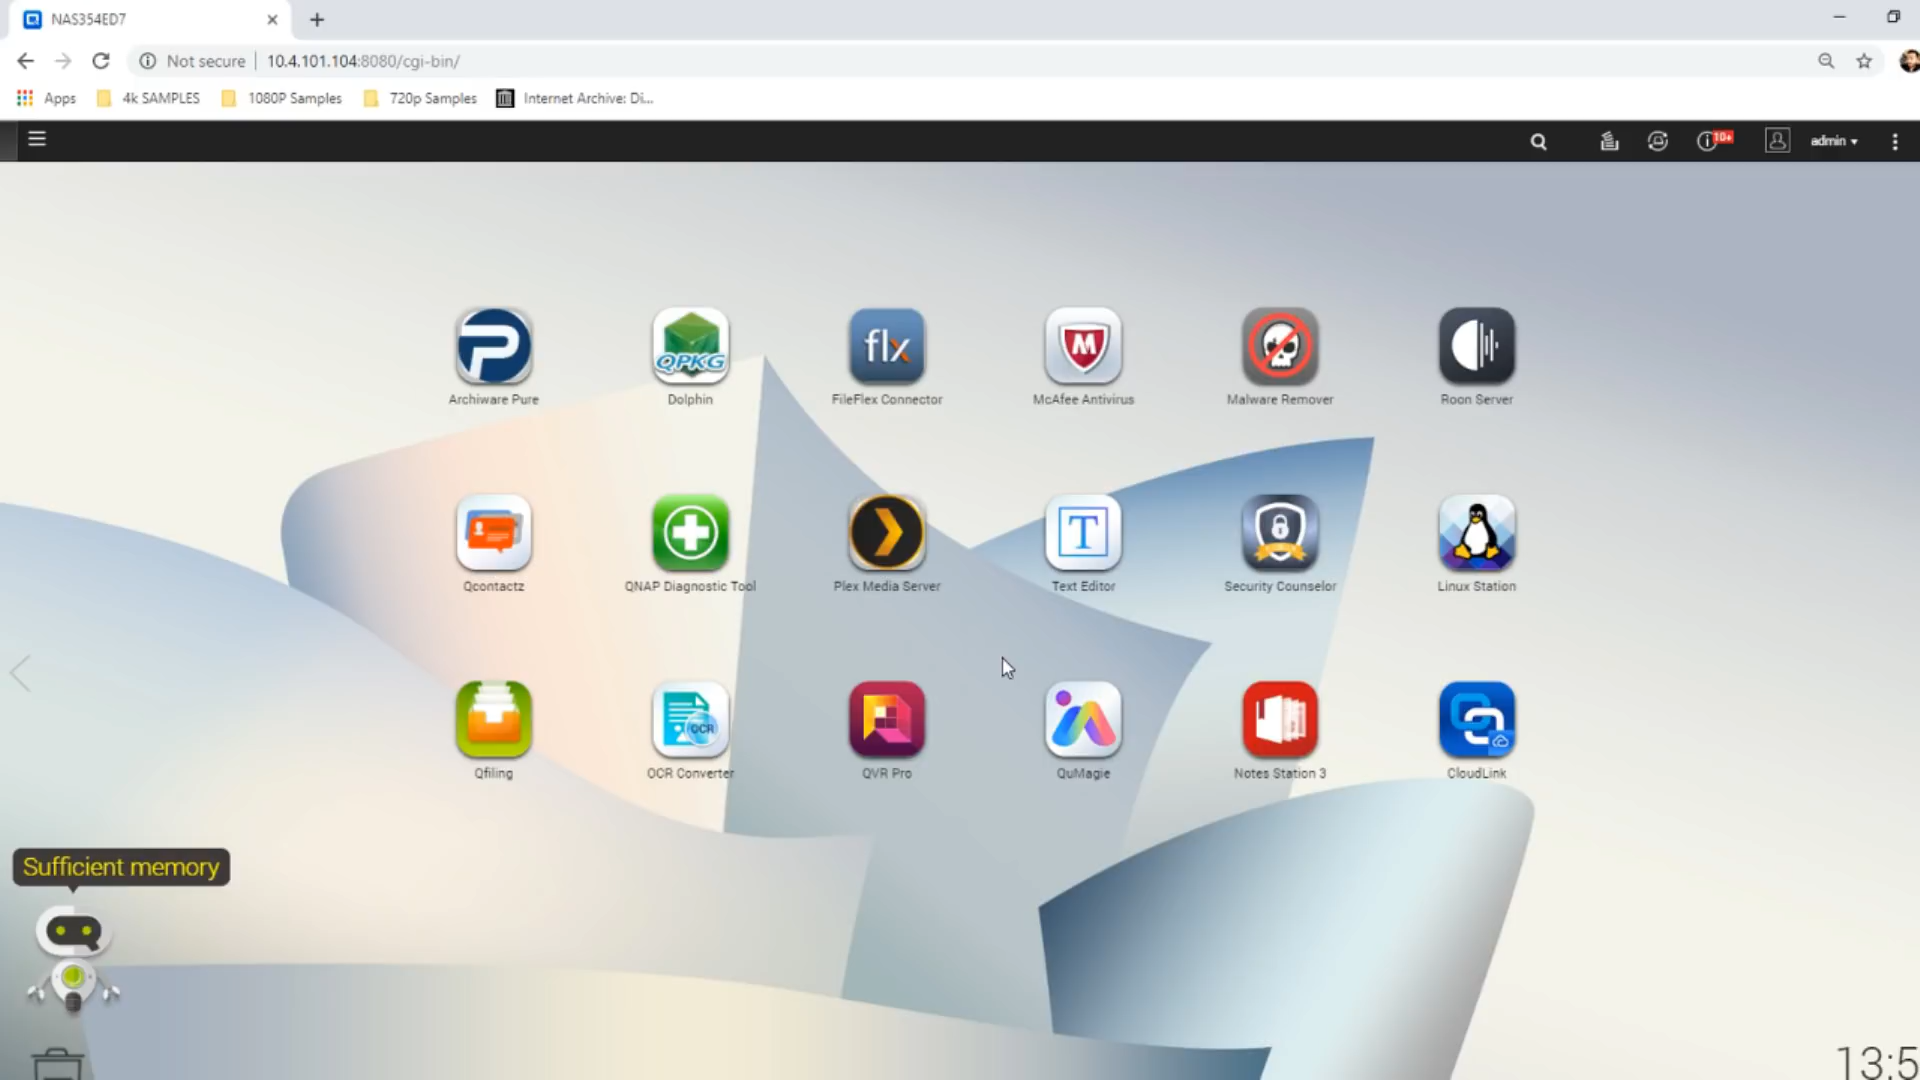 NAS354ED7
Not secure
10.4.101.104:8080/cgi-bin/
Apps
4k SAMPLES
1080P Samples
720p Samples
Internet Archive: Di...
10+
admin
P
QPKG
flx
M
Archiware Pure
Dolphin
FileFlex Connector
McAfee Antivirus
Malware Remover
Roon Server
T
Qcontactz
QNAP Diagnostic Tool
Plex Media Server
Text Editor
Security Counselor
Linux Station
OCR
Qfiling
OCR Converter
QVR Pro
QuMagie
Notes Station 3
CloudLink
Sufficient memory
13:5